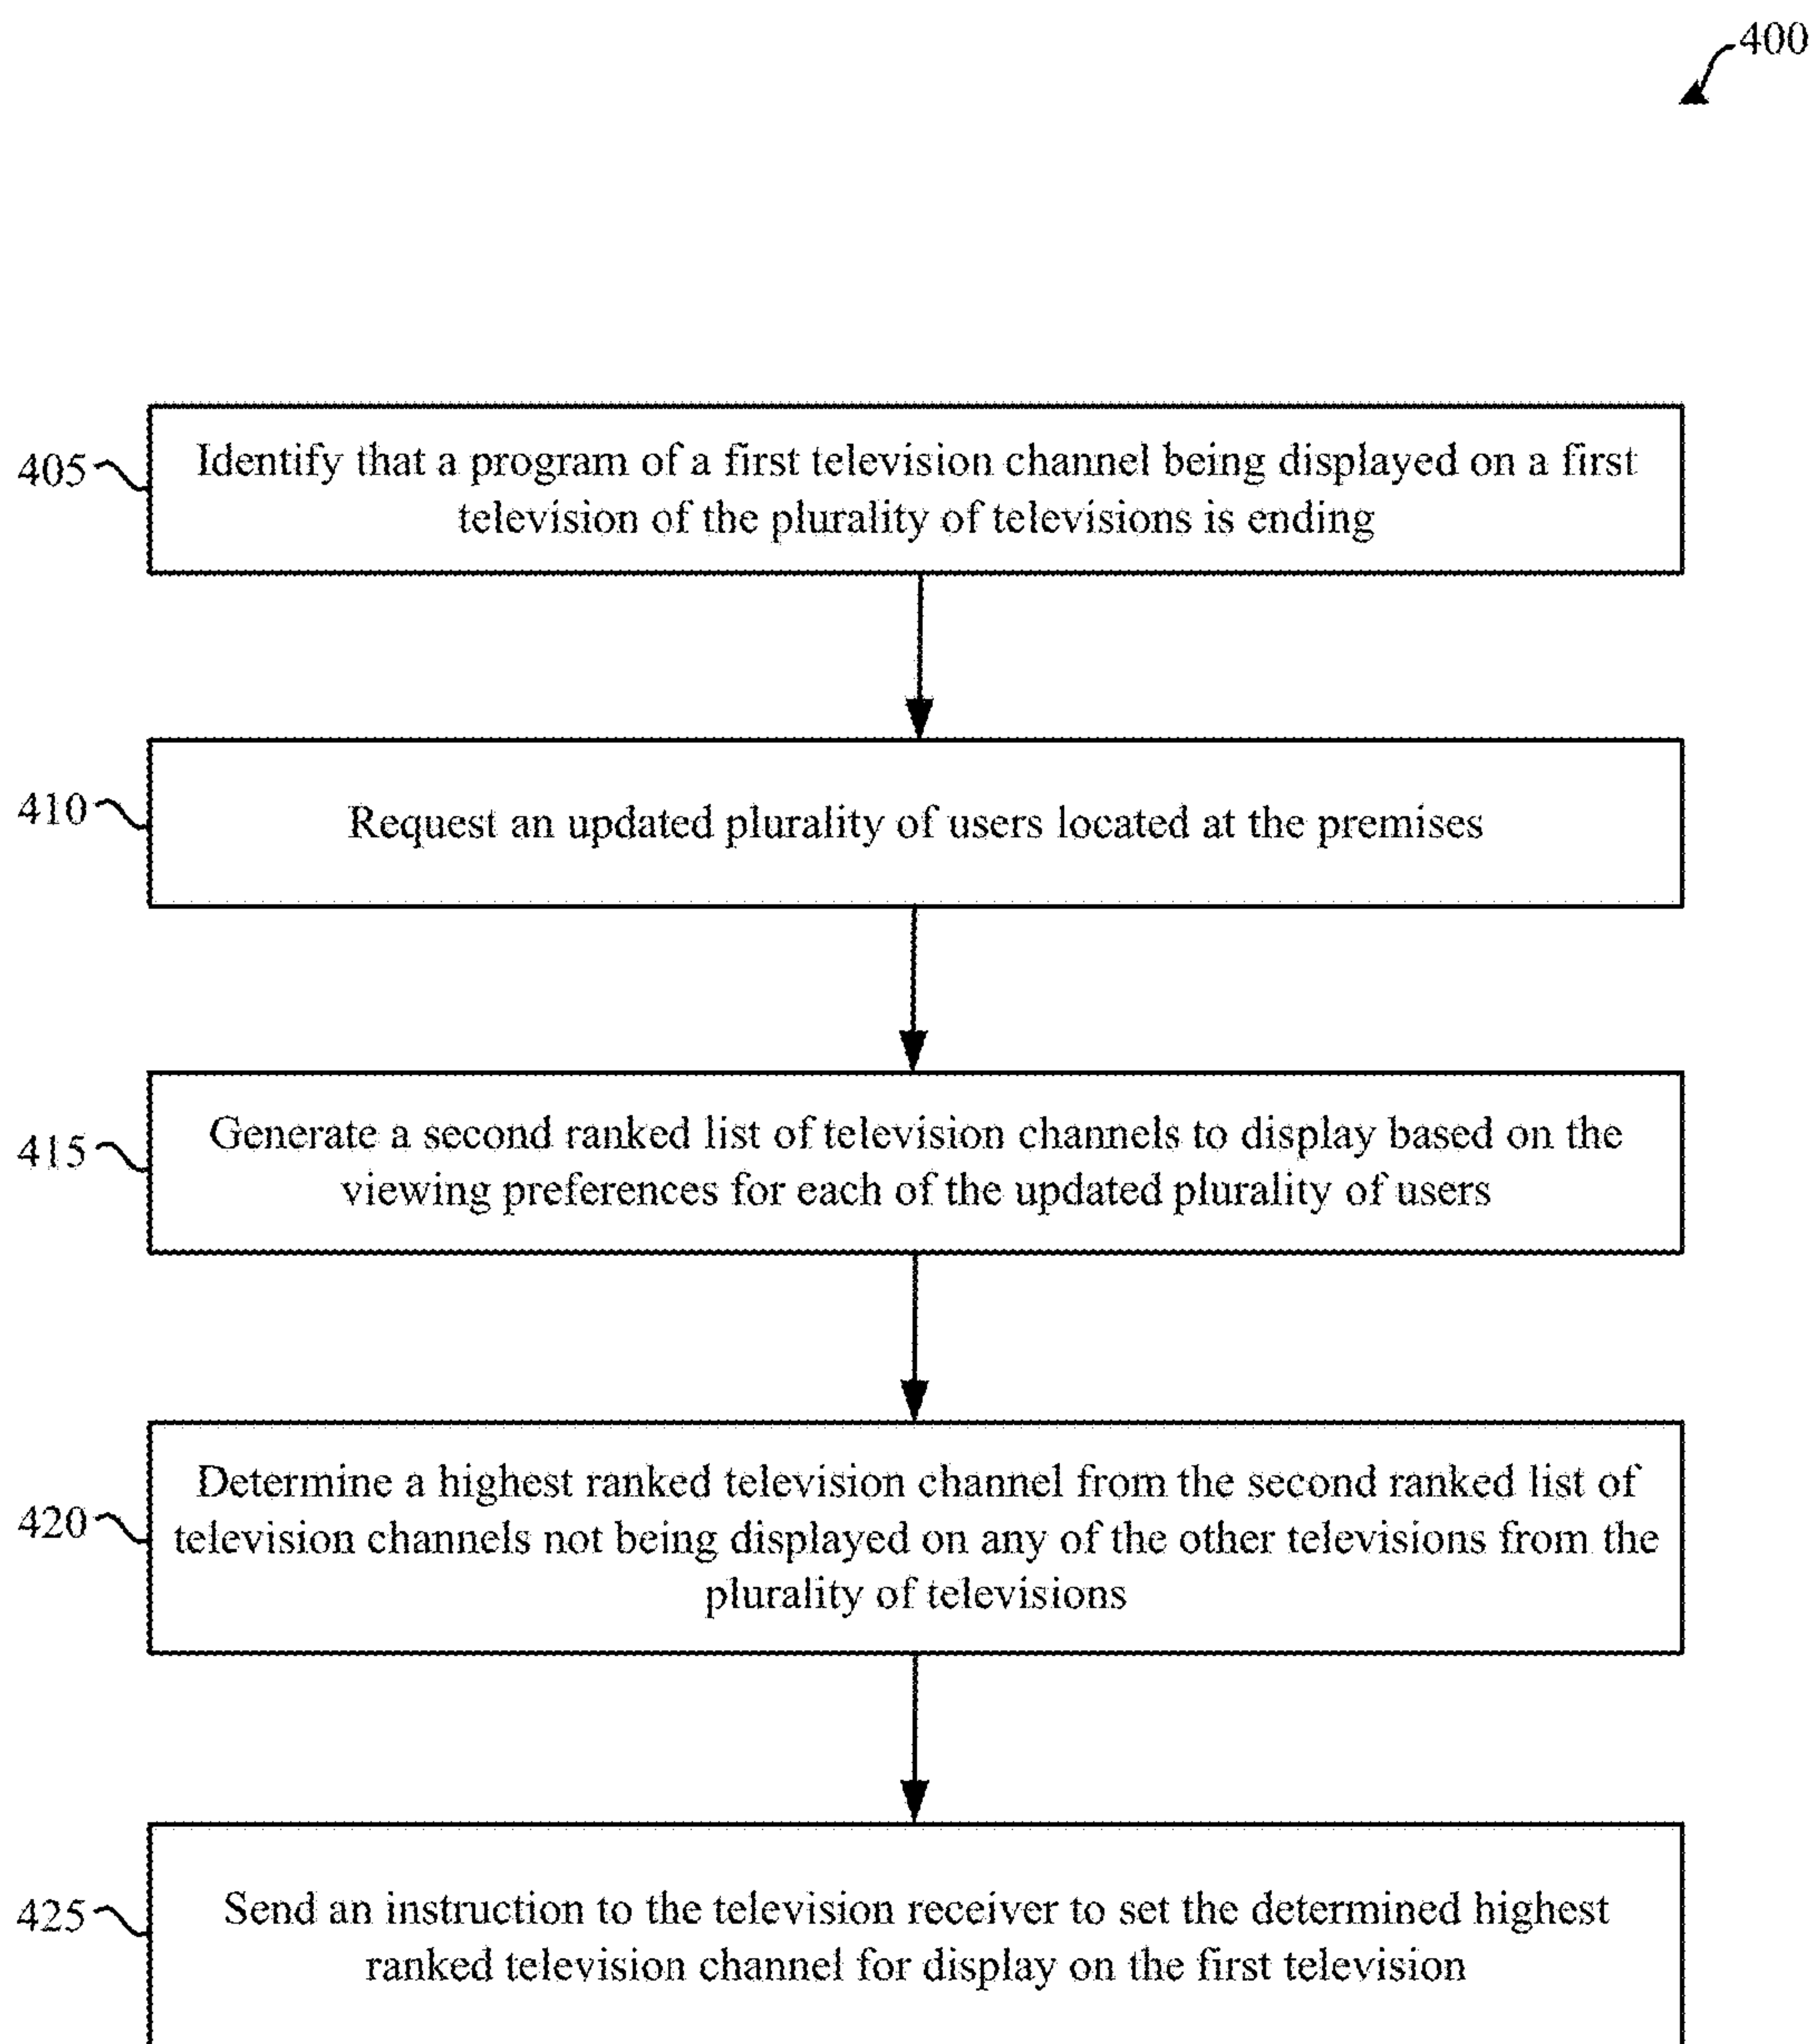 400
405
Identify that a program of a first television channel being displayed on a first
television of the plurality of televisions is ending
410
Request an updated plurality of users located at the premises
415
Generate a second ranked list of television channels to display based on the
viewing preferences for each of the updated plurality of users
420
Determine a highest ranked television channel from the second ranked list of
television channels not being displayed on any of the other televisions from the
plurality of televisions
425
Send an instruction to the television receiver to set the determined highest
ranked television channel for display on the first television